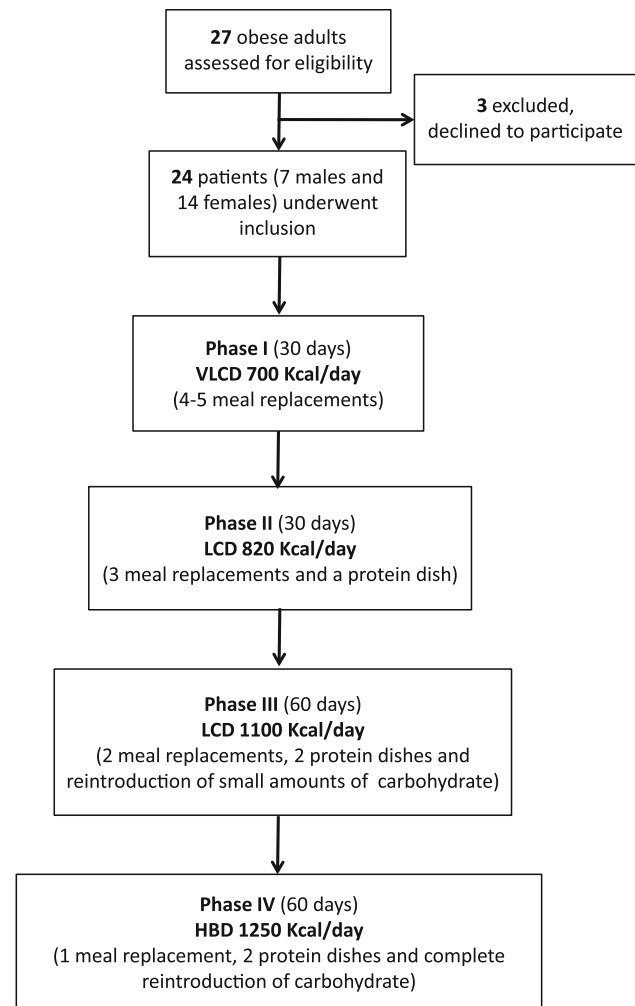 27 obese adults
assessed for eligibility
3 excluded,
declined to participate
24 patients (7 males and
14 females) underwent
inclusion
Phase I (30 days)
VLCD 700 Kcal/day
(4-5 meal replacements)
Phase II (30 days)
LCD 820 Kcal/day
(3 meal replacements and a protein dish)
Phase III (60 days)
LCD 1100 Kcal/day
(2 meal replacements, 2 protein dishes and
reintroduction of small amounts of carbohydrate)
Phase IV (60 days)
HBD 1250 Kcal/day
(1 meal replacement, 2 protein dishes and complete
reintroduction of carbohydrate)